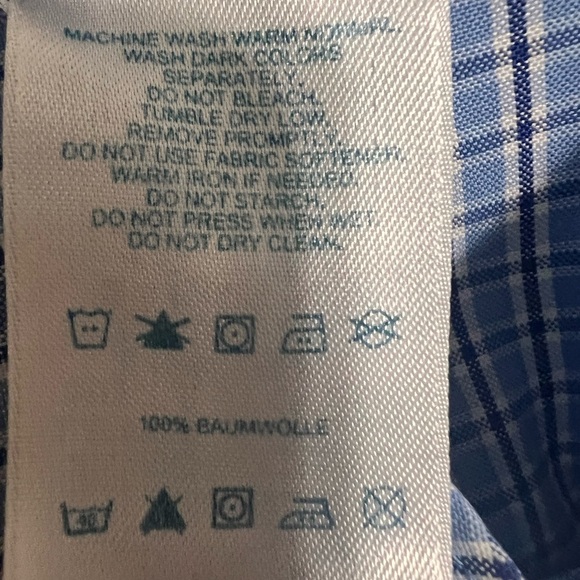 MACHINE WASH WARM
WASH DARK COLORS
SEPARATELY.
DO NOT BLEACH.
TUMBLE DRY LOW.
REMOVE PROMPTLY.
DO NOT USE FABRIC SOFTENER.
WARM IRON IF NEEDED.
DO NOT STARCH.
DO NOT PRESS WHEN WET
DO NOT DRY CLEAN.
100% BAUMWOLLE
40